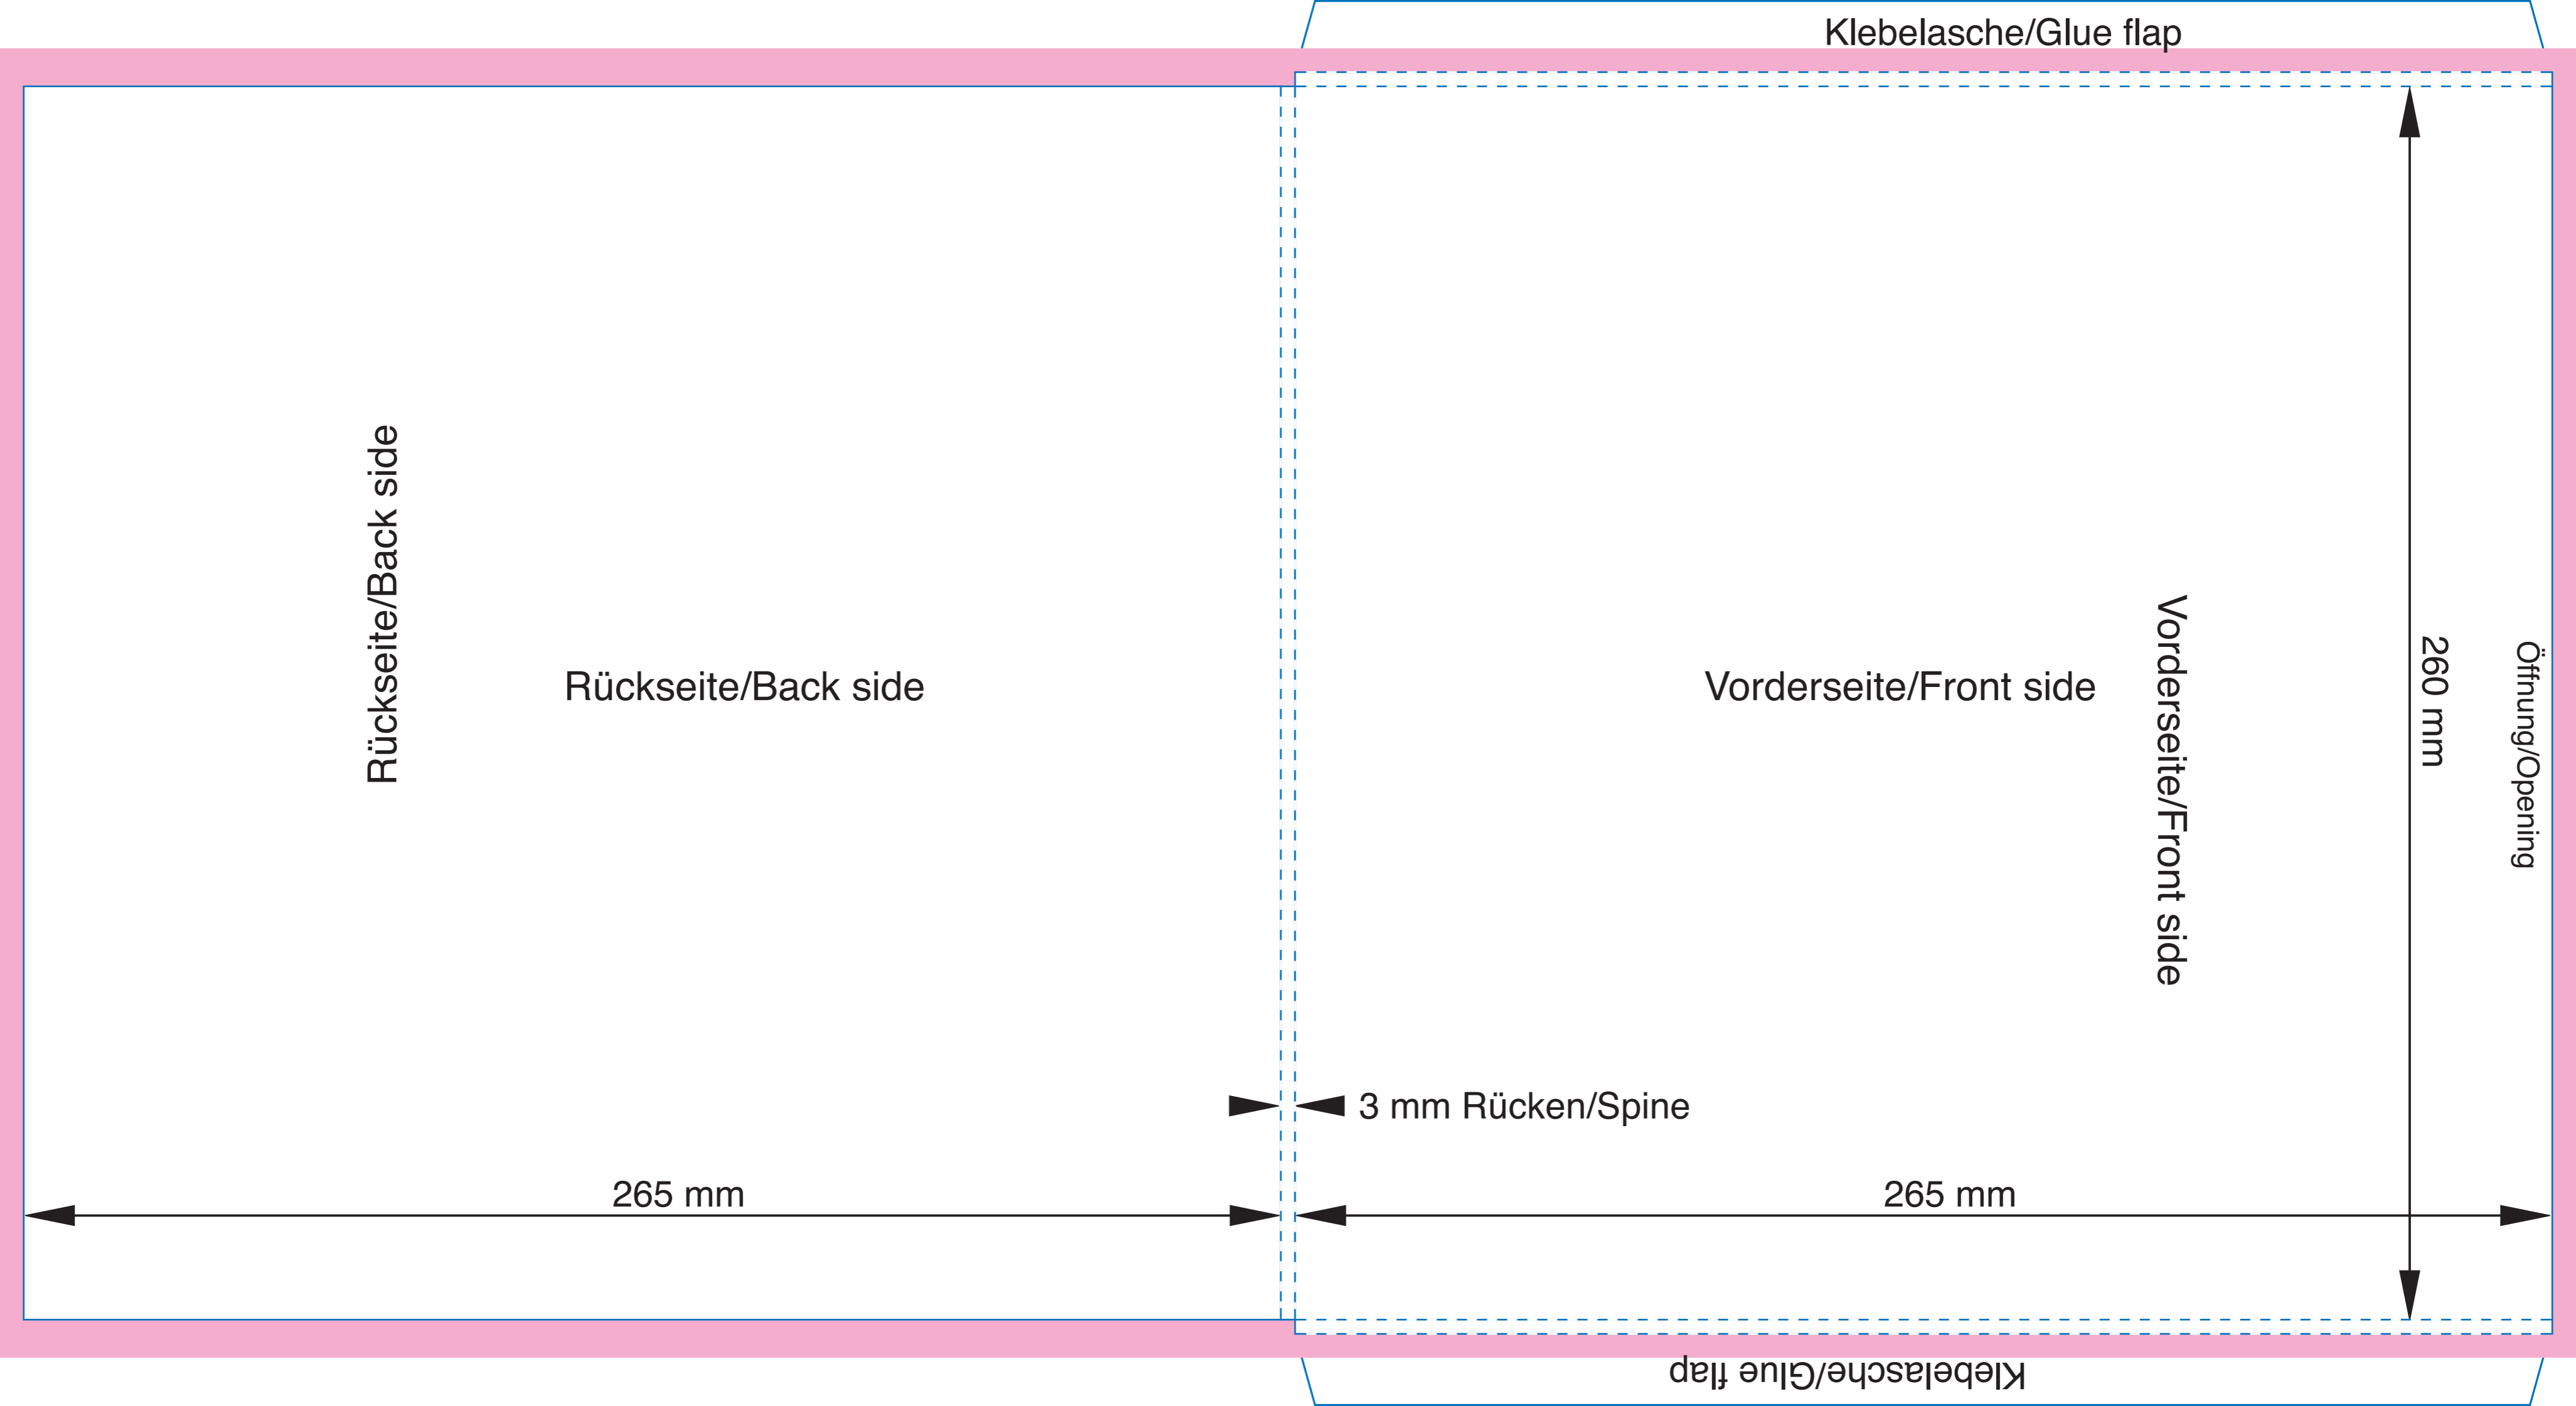 Klebelasche/Glue flap
Rückseite/Back side
Rückseite/Back side
Vorderseite/Front side
Vorderseite/Front side
260 mm
Öffnung/Opening
3 mm Rücken/Spine
265 mm
265 mm
Klebelasche/Glue flap